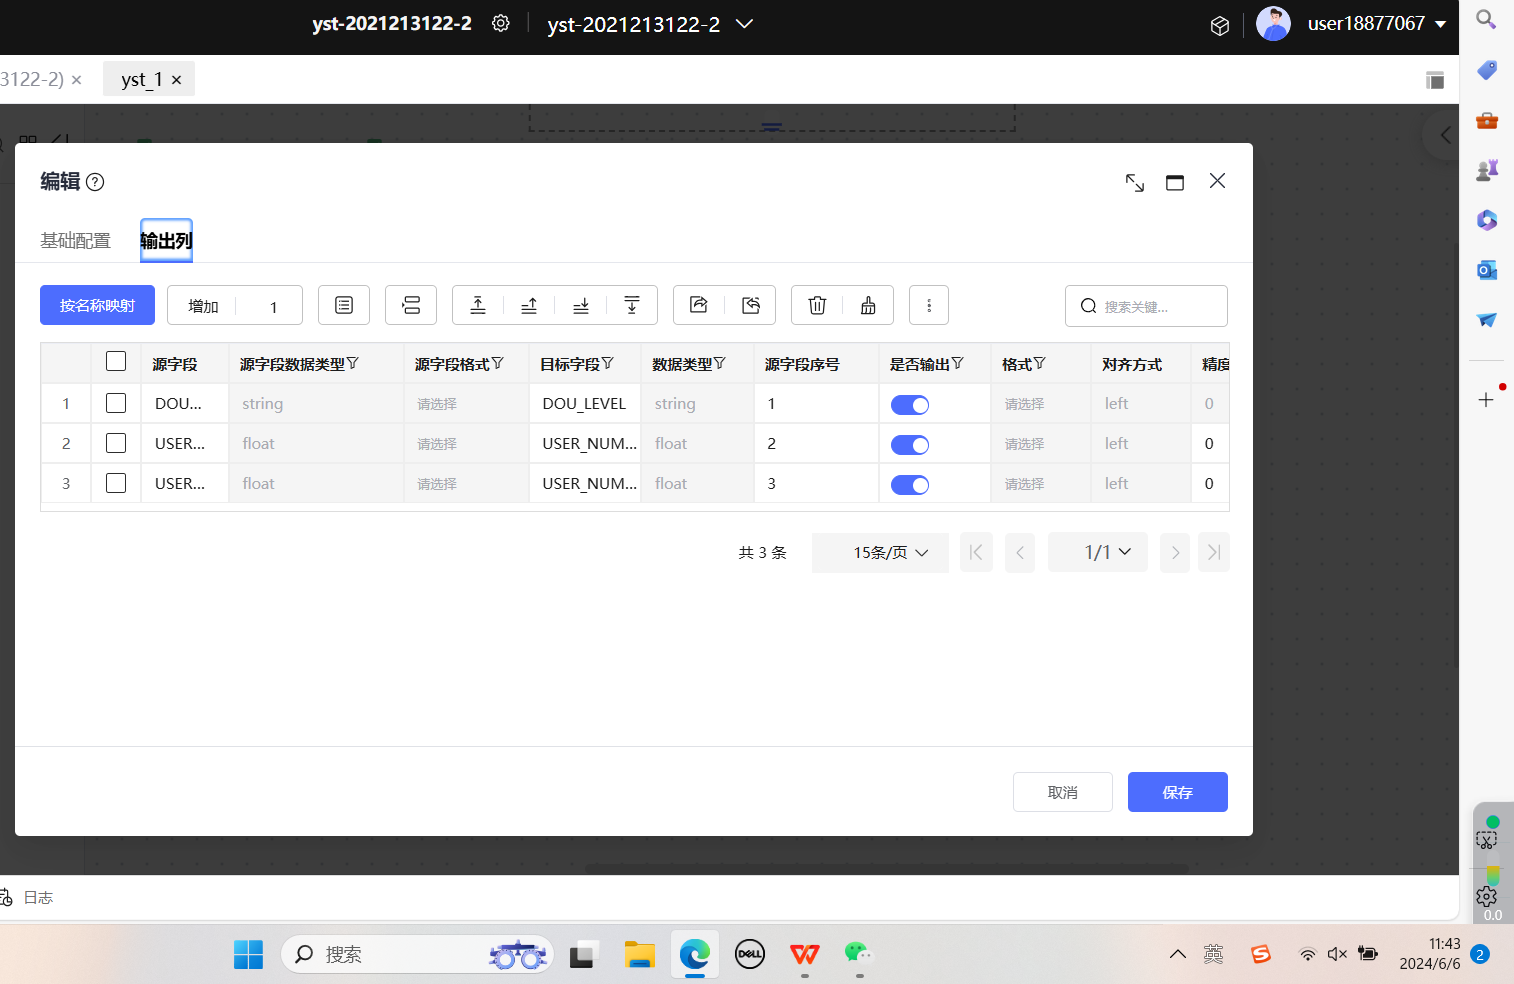 yst-2021213122-2 yst-2021213122-2 user18877067
3122-2) × yst_1 ×
编辑
基础配置 输出列
按名称映射 增加 1 搜索关键...
源字段 源字段数据类型 源字段格式 目标字段 数据类型 源字段序号 是否输出 格式 对齐方式 精度
1 DOU... string 请选择 DOU_LEVEL string 1 请选择 left 0
2 USER... float 请选择 USER_NUM... float 2 请选择 left 0
3 USER... float 请选择 USER_NUM... float 3 请选择 left 0
共 3 条 15条/页 1/1
取消 保存
日志
0.0
搜索 DELL 英 11:43
2024/6/6 2